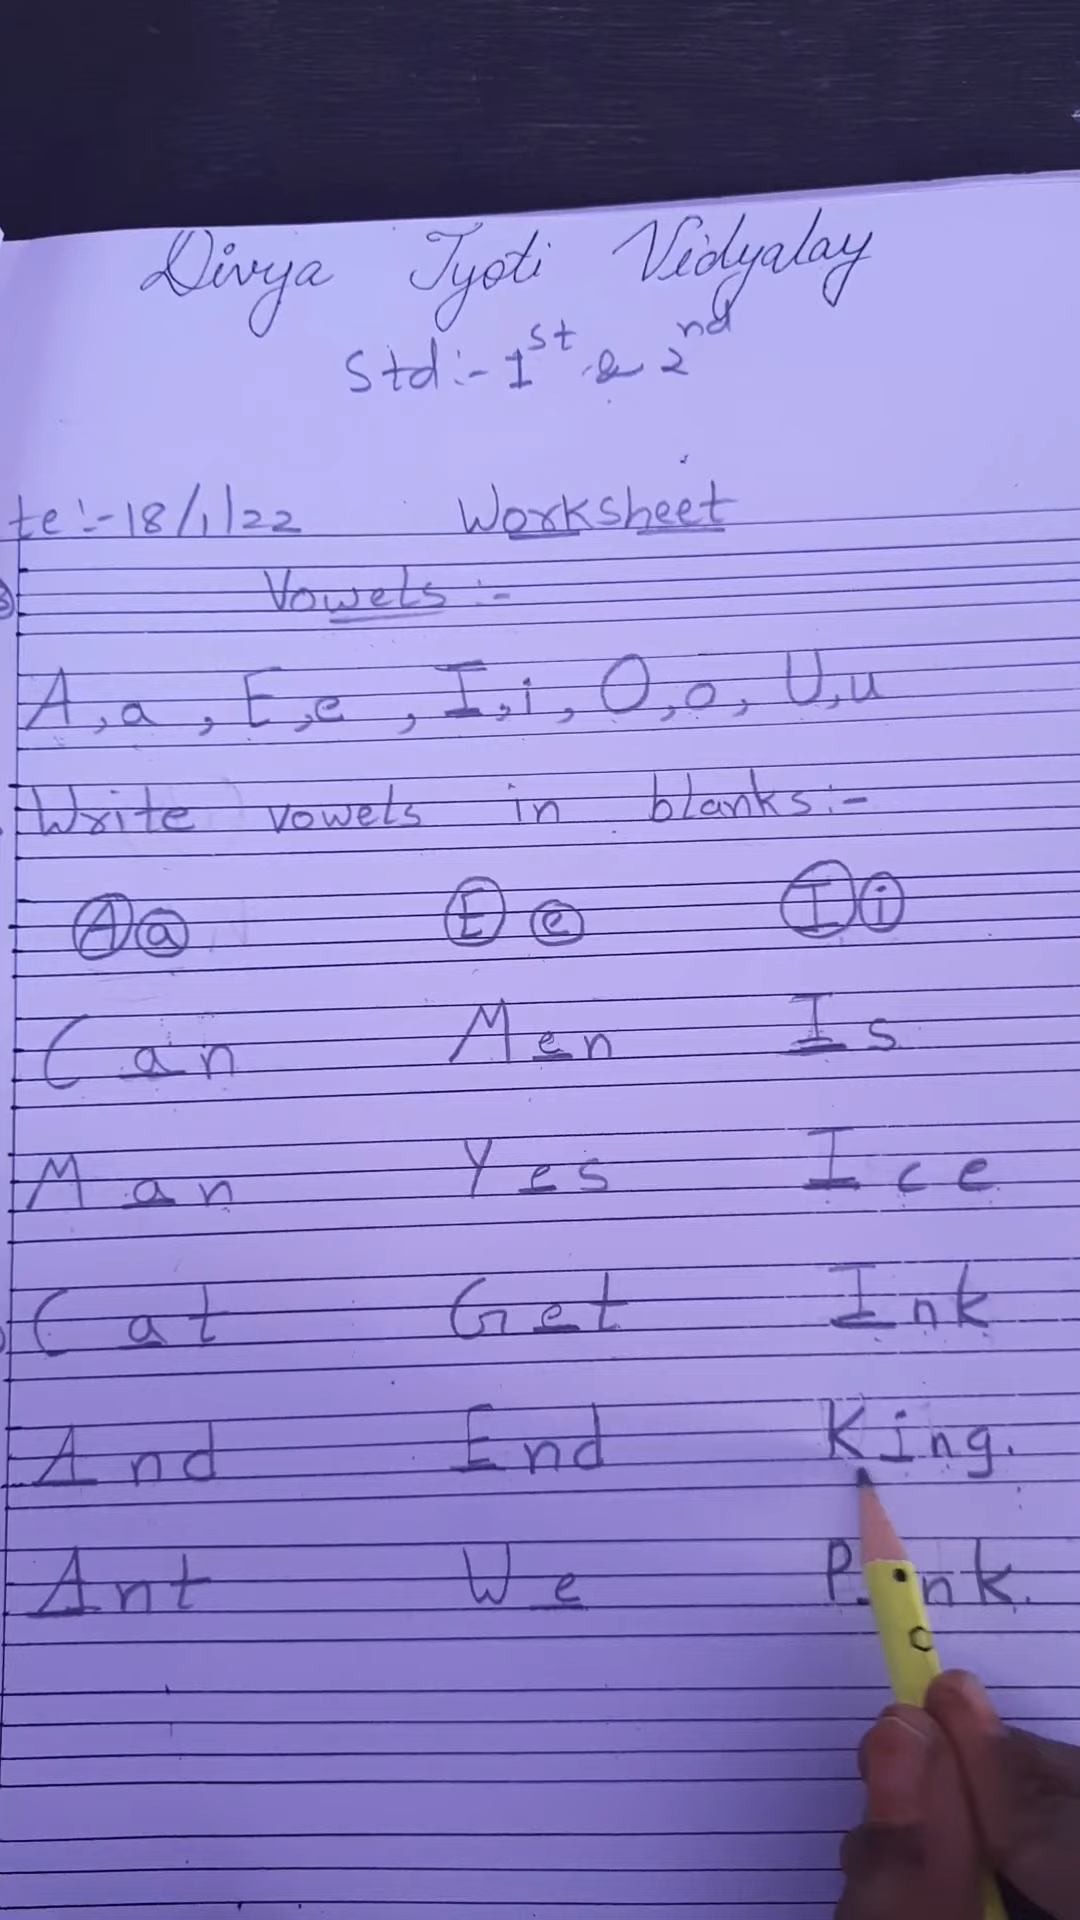 Divya Jyoti Vidyalay
Std:- 1st & 2nd
te:- 18/1/22 Worksheet
Vowels :-
A, a, E, e, I, i, O, o, U, u
Write vowels in blanks:-
A a E e I i
Can Men Is
Man Yes Ice
Cat Get Ink
And End King.
Ant We